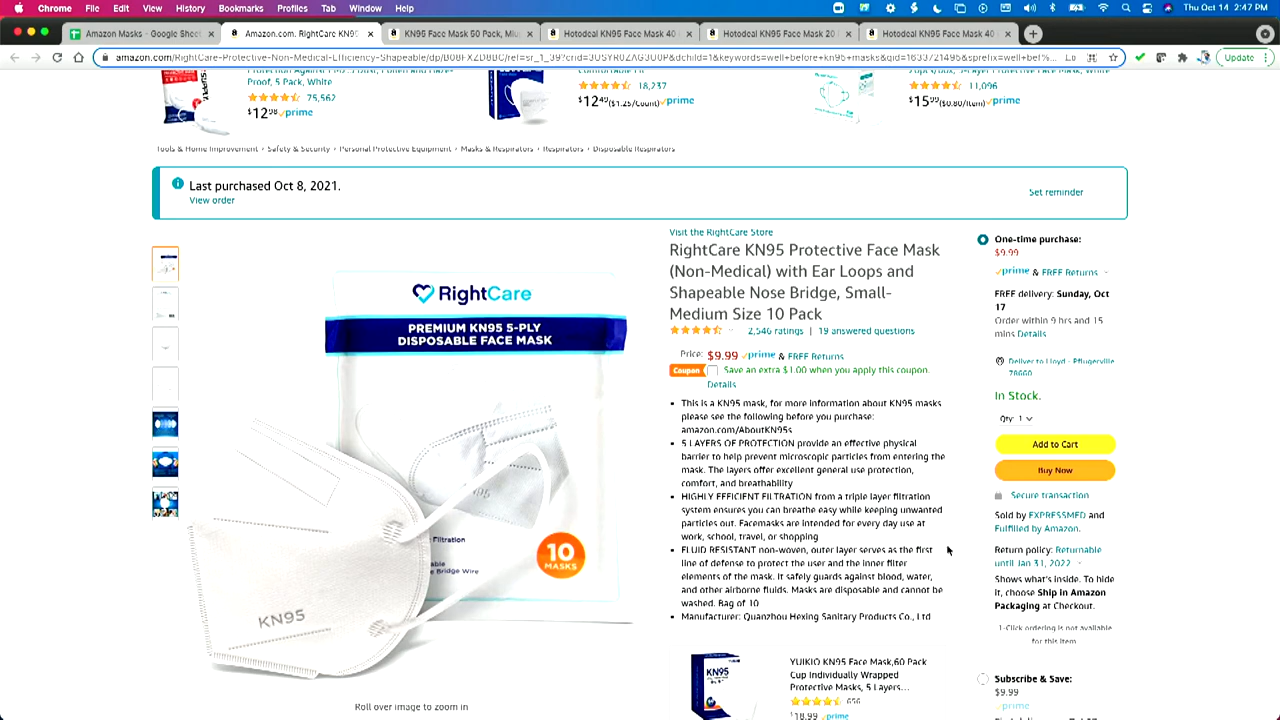 Chrome File Edit View History Bookmarks Profiles Tab Window Help
Thu Oct 14 2:47 PM
Amazon Masks - Google Sheet
Amazon.com: RightCare KN95
KN95 Face Mask 50 Pack, Miu
Hotodeal KN95 Face Mask 40
Hotodeal KN95 Face Mask 20
Hotodeal KN95 Face Mask 40
Update
Proof, 5 Pack, White
75,562
$12 98 prime
18,237
$12 49 ($1.25/Count) prime
11,096
$15 99 ($0.80/Item) prime
Tools & Home Improvement › Safety & Security › Personal Protective Equipment › Masks & Respirators › Respirators › Disposable Respirators
Last purchased Oct 8, 2021.
View order
Set reminder
RightCare
PREMIUM KN95 5-PLY
DISPOSABLE FACE MASK
Filtration
Bridge Wire
10
MASKS
KN95
Roll over image to zoom in
Visit the RightCare Store
RightCare KN95 Protective Face Mask
(Non-Medical) with Ear Loops and
Shapeable Nose Bridge, Small-
Medium Size 10 Pack
2,546 ratings | 19 answered questions
Price: $9.99 prime & FREE Returns
Coupon Save an extra $1.00 when you apply this coupon.
Details
• This is a KN95 mask, for more information about KN95 masks
please see the following before you purchase:
amazon.com/AboutKN95s
• 5 LAYERS OF PROTECTION provide an effective physical
barrier to help prevent microscopic particles from entering the
mask. The layers offer excellent general use protection,
comfort, and breathability
• HIGHLY EFFICIENT FILTRATION from a triple layer filtration
system ensures you can breathe easy while keeping unwanted
particles out. Facemasks are intended for every day use at
work, school, travel, or shopping
• FLUID RESISTANT non-woven, outer layer serves as the first
line of defense to protect the user and the inner filter
elements of the mask. It safely guards against blood, water,
and other airborne fluids. Masks are disposable and cannot be
washed. Bag of 10
• Manufacturer: Quanzhou Hexing Sanitary Products Co., Ltd
KN95
YUIKIO KN95 Face Mask,60 Pack
Cup Individually Wrapped
Protective Masks, 5 Layers...
656
$18.99 prime
One-time purchase:
$9.99
prime & FREE Returns
FREE delivery: Sunday, Oct
17
Order within 9 hrs and 15
mins Details
Deliver to Lloyd - Pflugerville
78660
In Stock.
Qty: 1
Add to Cart
Buy Now
Secure transaction
Sold by EXPRESSMED and
Fulfilled by Amazon.
Return policy: Returnable
until Jan 31, 2022
Shows what's inside. To hide
it, choose Ship in Amazon
Packaging at Checkout.
1-Click ordering is not available
for this item.
Subscribe & Save:
$9.99
prime